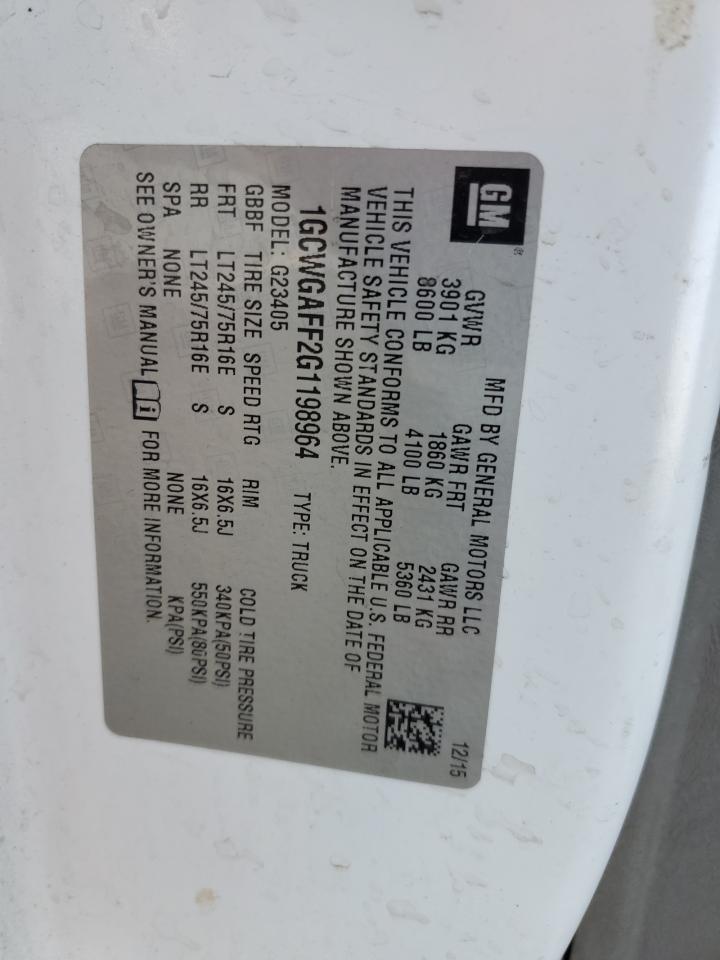 GM
MFD BY GENERAL MOTORS LLC 12/15
GVWR GAWR FRT GAWR RR
3901 KG 1860 KG 2431 KG
8600 LB 4100 LB 5360 LB
THIS VEHICLE CONFORMS TO ALL APPLICABLE U.S. FEDERAL MOTOR
VEHICLE SAFETY STANDARDS IN EFFECT ON THE DATE OF
MANUFACTURE SHOWN ABOVE.
1GCWGAFF2G1198964 TYPE: TRUCK
MODEL: G23405
GBBF TIRE SIZE SPEED RTG RIM COLD TIRE PRESSURE
FRT LT245/75R16E S 16X6.5J 340KPA(50PSI)
RR LT245/75R16E S 16X6.5J 550KPA(80PSI)
SPA NONE NONE KPA(PSI)
SEE OWNER'S MANUAL FOR MORE INFORMATION.